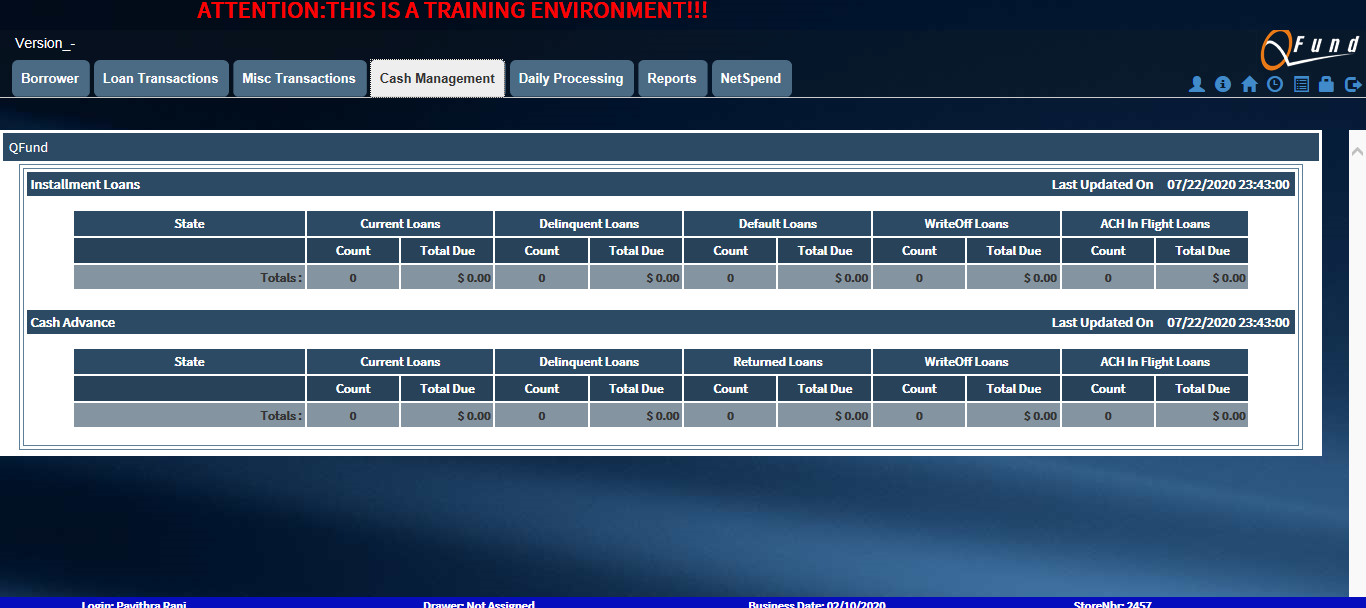 ATTENTION:THIS IS A TRAINING ENVIRONMENT!!!
Version_-
QFund
Borrower Loan Transactions Misc Transactions Cash Management Daily Processing Reports NetSpend
QFund
Installment Loans Last Updated On 07/22/2020 23:43:00
State Current Loans Delinquent Loans Default Loans WriteOff Loans ACH In Flight Loans
Count Total Due Count Total Due Count Total Due Count Total Due Count Total Due
Totals : 0 $ 0.00 0 $ 0.00 0 $ 0.00 0 $ 0.00 0 $ 0.00
Cash Advance Last Updated On 07/22/2020 23:43:00
State Current Loans Delinquent Loans Returned Loans WriteOff Loans ACH In Flight Loans
Count Total Due Count Total Due Count Total Due Count Total Due Count Total Due
Totals : 0 $ 0.00 0 $ 0.00 0 $ 0.00 0 $ 0.00 0 $ 0.00
Login: Pavithra Rani Drawer: Not Assigned Business Date: 02/10/2020 StoreNbr: 2457